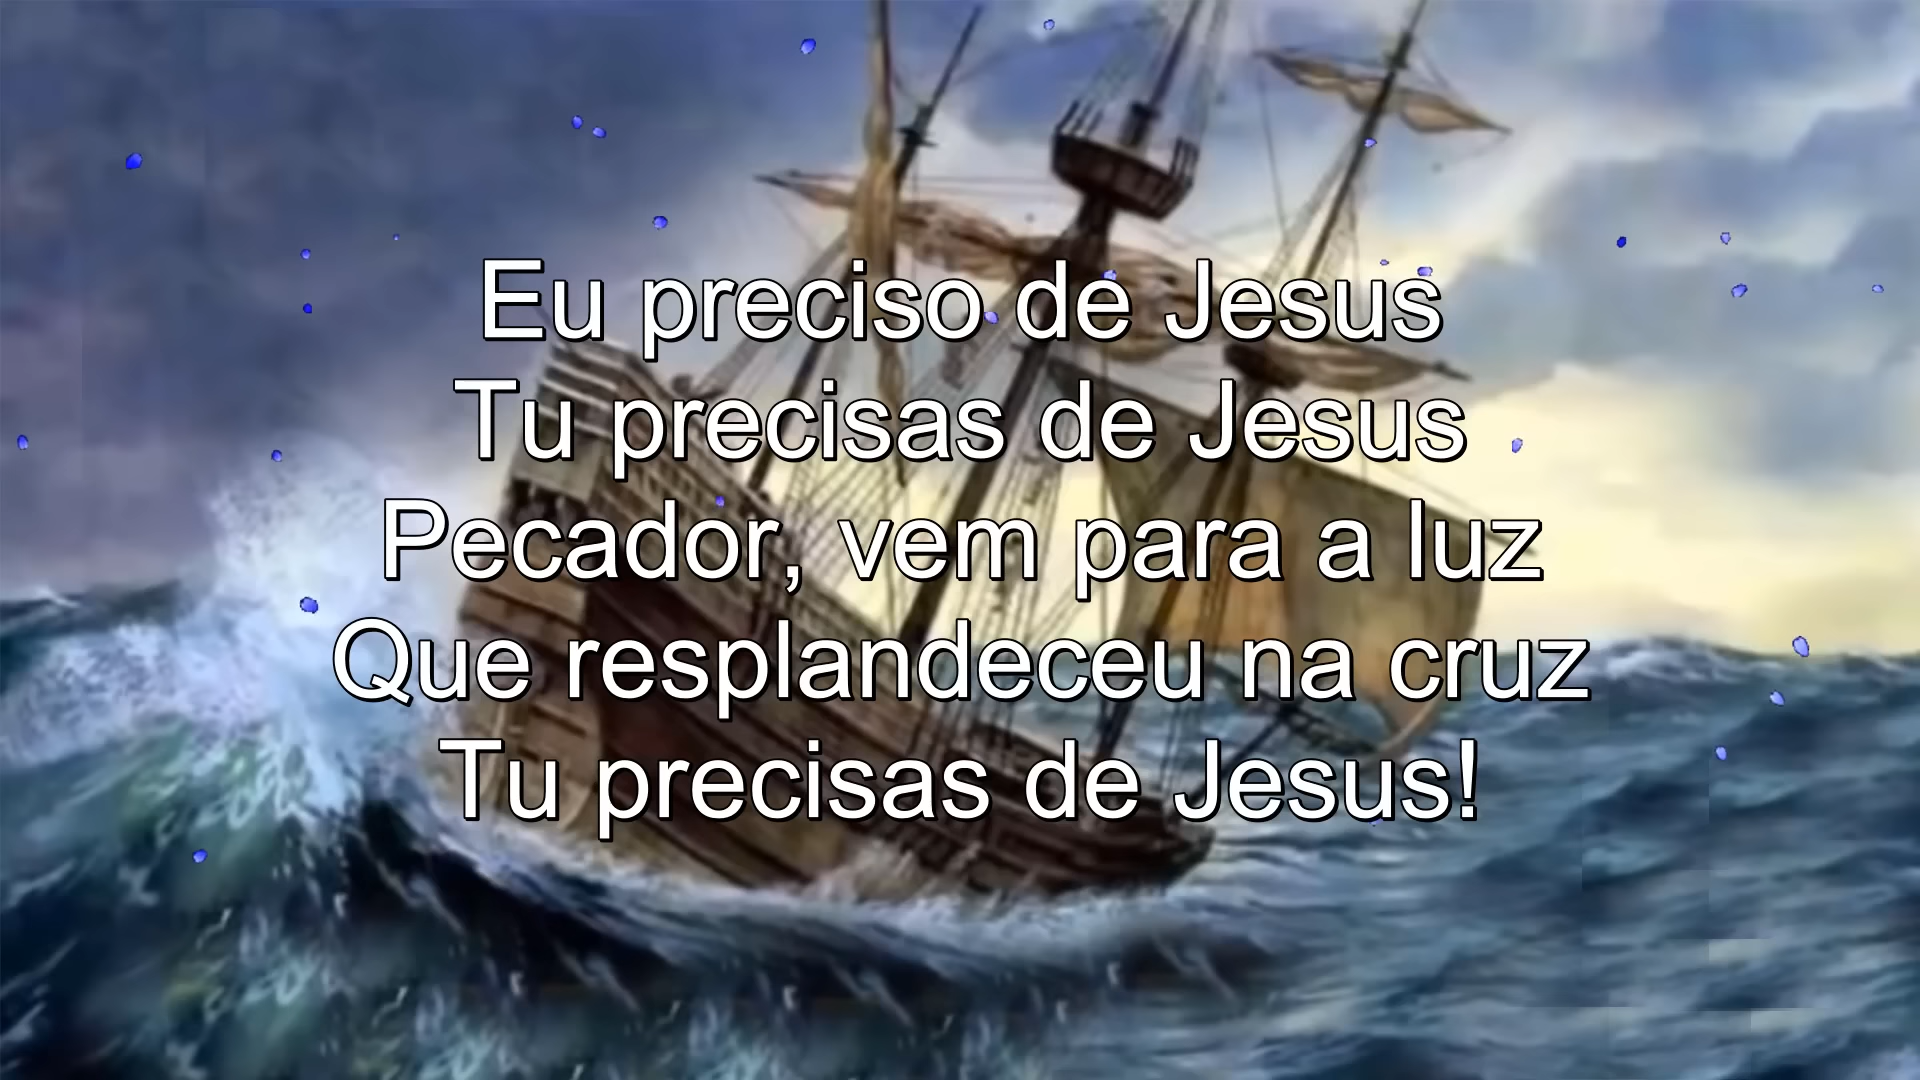 Eu preciso de Jesus
Tu precisas de Jesus
Pecador, vem para a luz
Que resplandeceu na cruz
Tu precisas de Jesus!